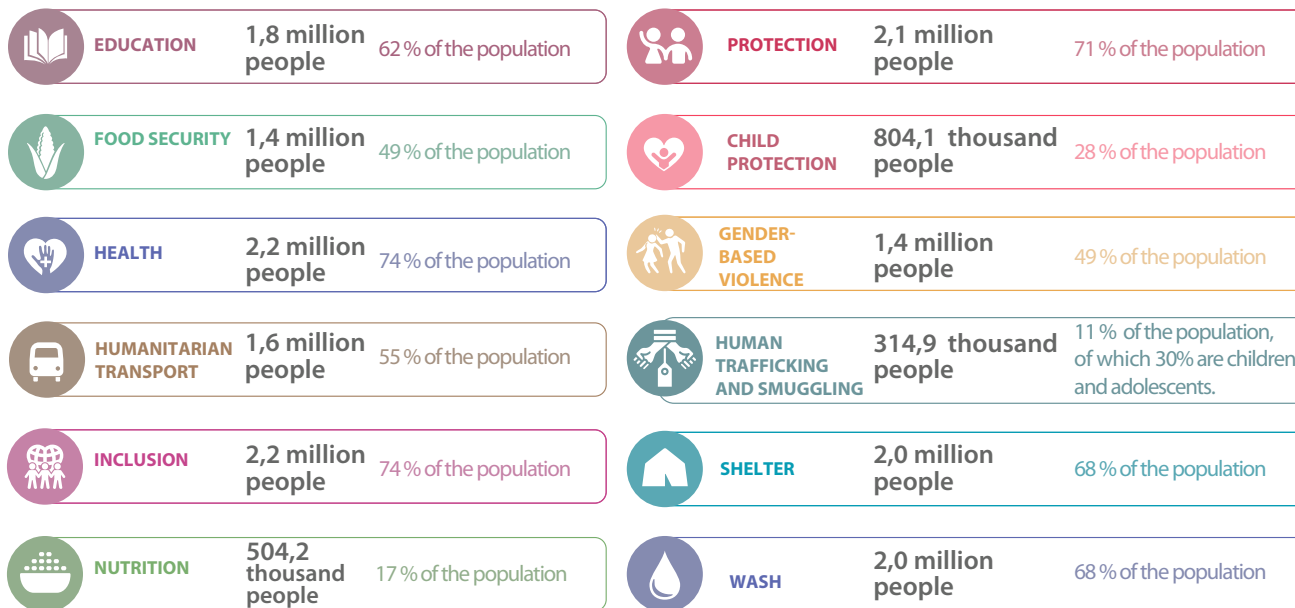 EDUCATION
1,8 million
people
62 % of the population
FOOD SECURITY
1,4 million
people
49 % of the population
HEALTH
2,2 million
people
74 % of the population
HUMANITARIAN
TRANSPORT
1,6 million
people
55 % of the population
INCLUSION
2,2 million
people
74 % of the population
NUTRITION
504,2
thousand
people
17 % of the population
PROTECTION
2,1 million
people
71 % of the population
CHILD
PROTECTION
804,1 thousand
people
28 % of the population
GENDER-
BASED
VIOLENCE
1,4 million
people
49 % of the population
HUMAN
TRAFFICKING
AND SMUGGLING
314,9 thousand
people
11 % of the population,
of which 30% are children
and adolescents.
SHELTER
2,0 million
people
68 % of the population
WASH
2,0 million
people
68 % of the population